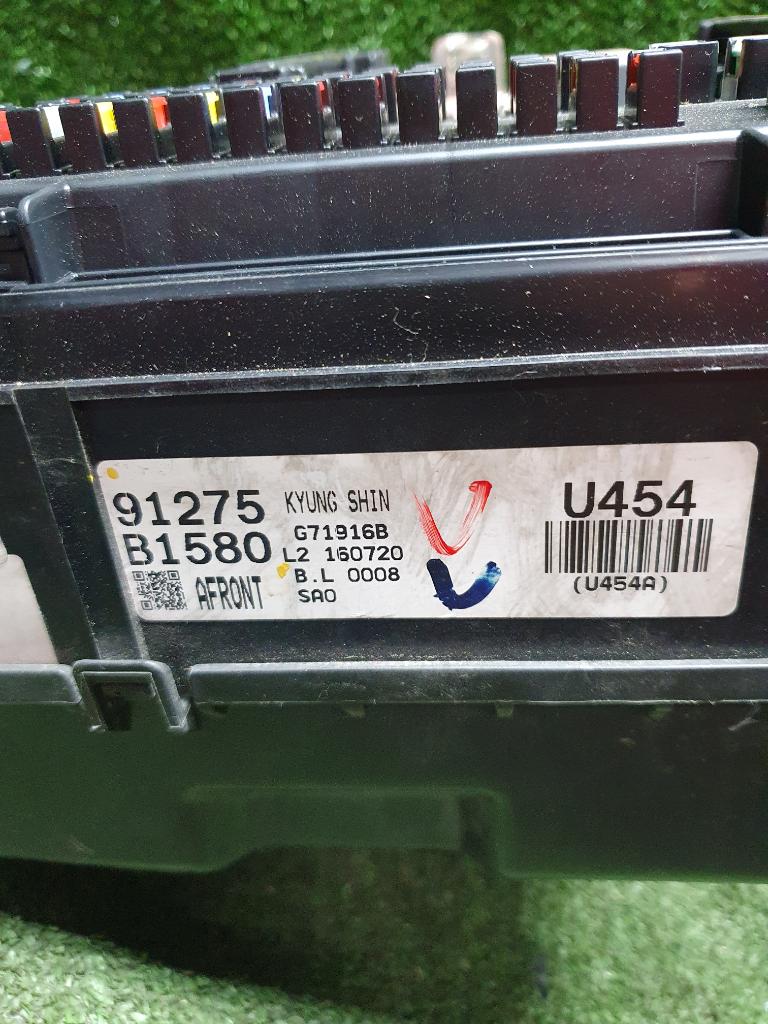 91275
B1580
AFRONT
KYUNG SHIN
G71916B
L2 160720
B.L 0008
SAO
U454
(U454A)